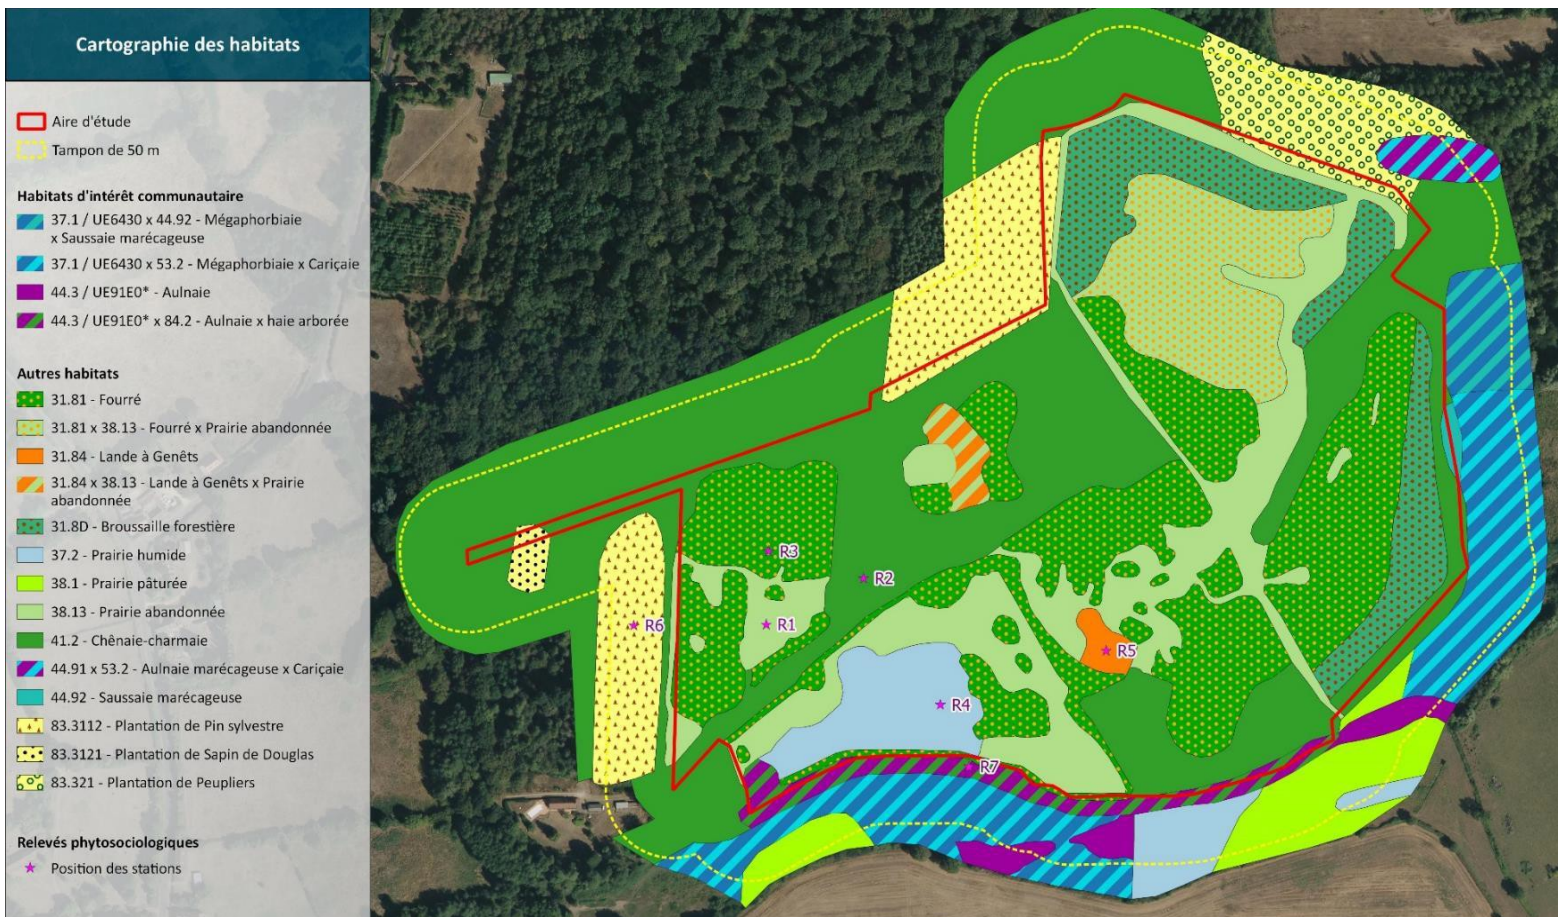 Cartographie des habitats
Aire d'étude
Tampon de 50 m
Habitats d'intérêt communautaire
37.1 / UE6430 x 44.92 - Mégaphorbiaie
x Saussaie marécageuse
37.1 / UE6430 x 53.2 - Mégaphorbiaie x Cariçaie
44.3 / UE91E0* - Aulnaie
44.3 / UE91E0* x 84.2 - Aulnaie x haie arborée
Autres habitats
31.81 - Fourré
31.81 x 38.13 - Fourré x Prairie abandonnée
31.84 - Lande à Genêts
31.84 x 38.13 - Lande à Genêts x Prairie
abandonnée
31.8D - Broussaille forestière
37.2 - Prairie humide
38.1 - Prairie pâturée
38.13 - Prairie abandonnée
41.2 - Chênaie-charmaie
44.91 x 53.2 - Aulnaie marécageuse x Cariçaie
44.92 - Saussaie marécageuse
83.3112 - Plantation de Pin sylvestre
83.3121 - Plantation de Sapin de Douglas
83.321 - Plantation de Peupliers
Relevés phytosociologiques
Position des stations
R3
R2
R1
R6
R5
R4
R7